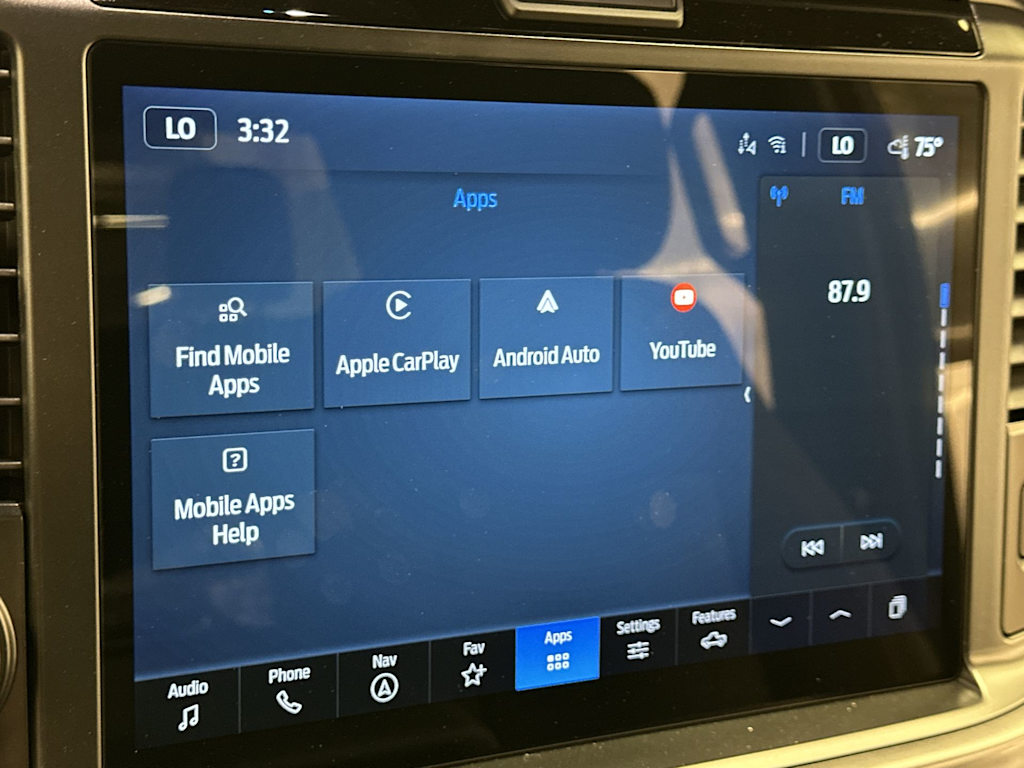 LO 3:32 LO 75°
Apps
FM
87.9
Find Mobile
Apps
Apple CarPlay
Android Auto
YouTube
Mobile Apps
Help
Audio
Phone
Nav
Fav
Apps
Settings
Features